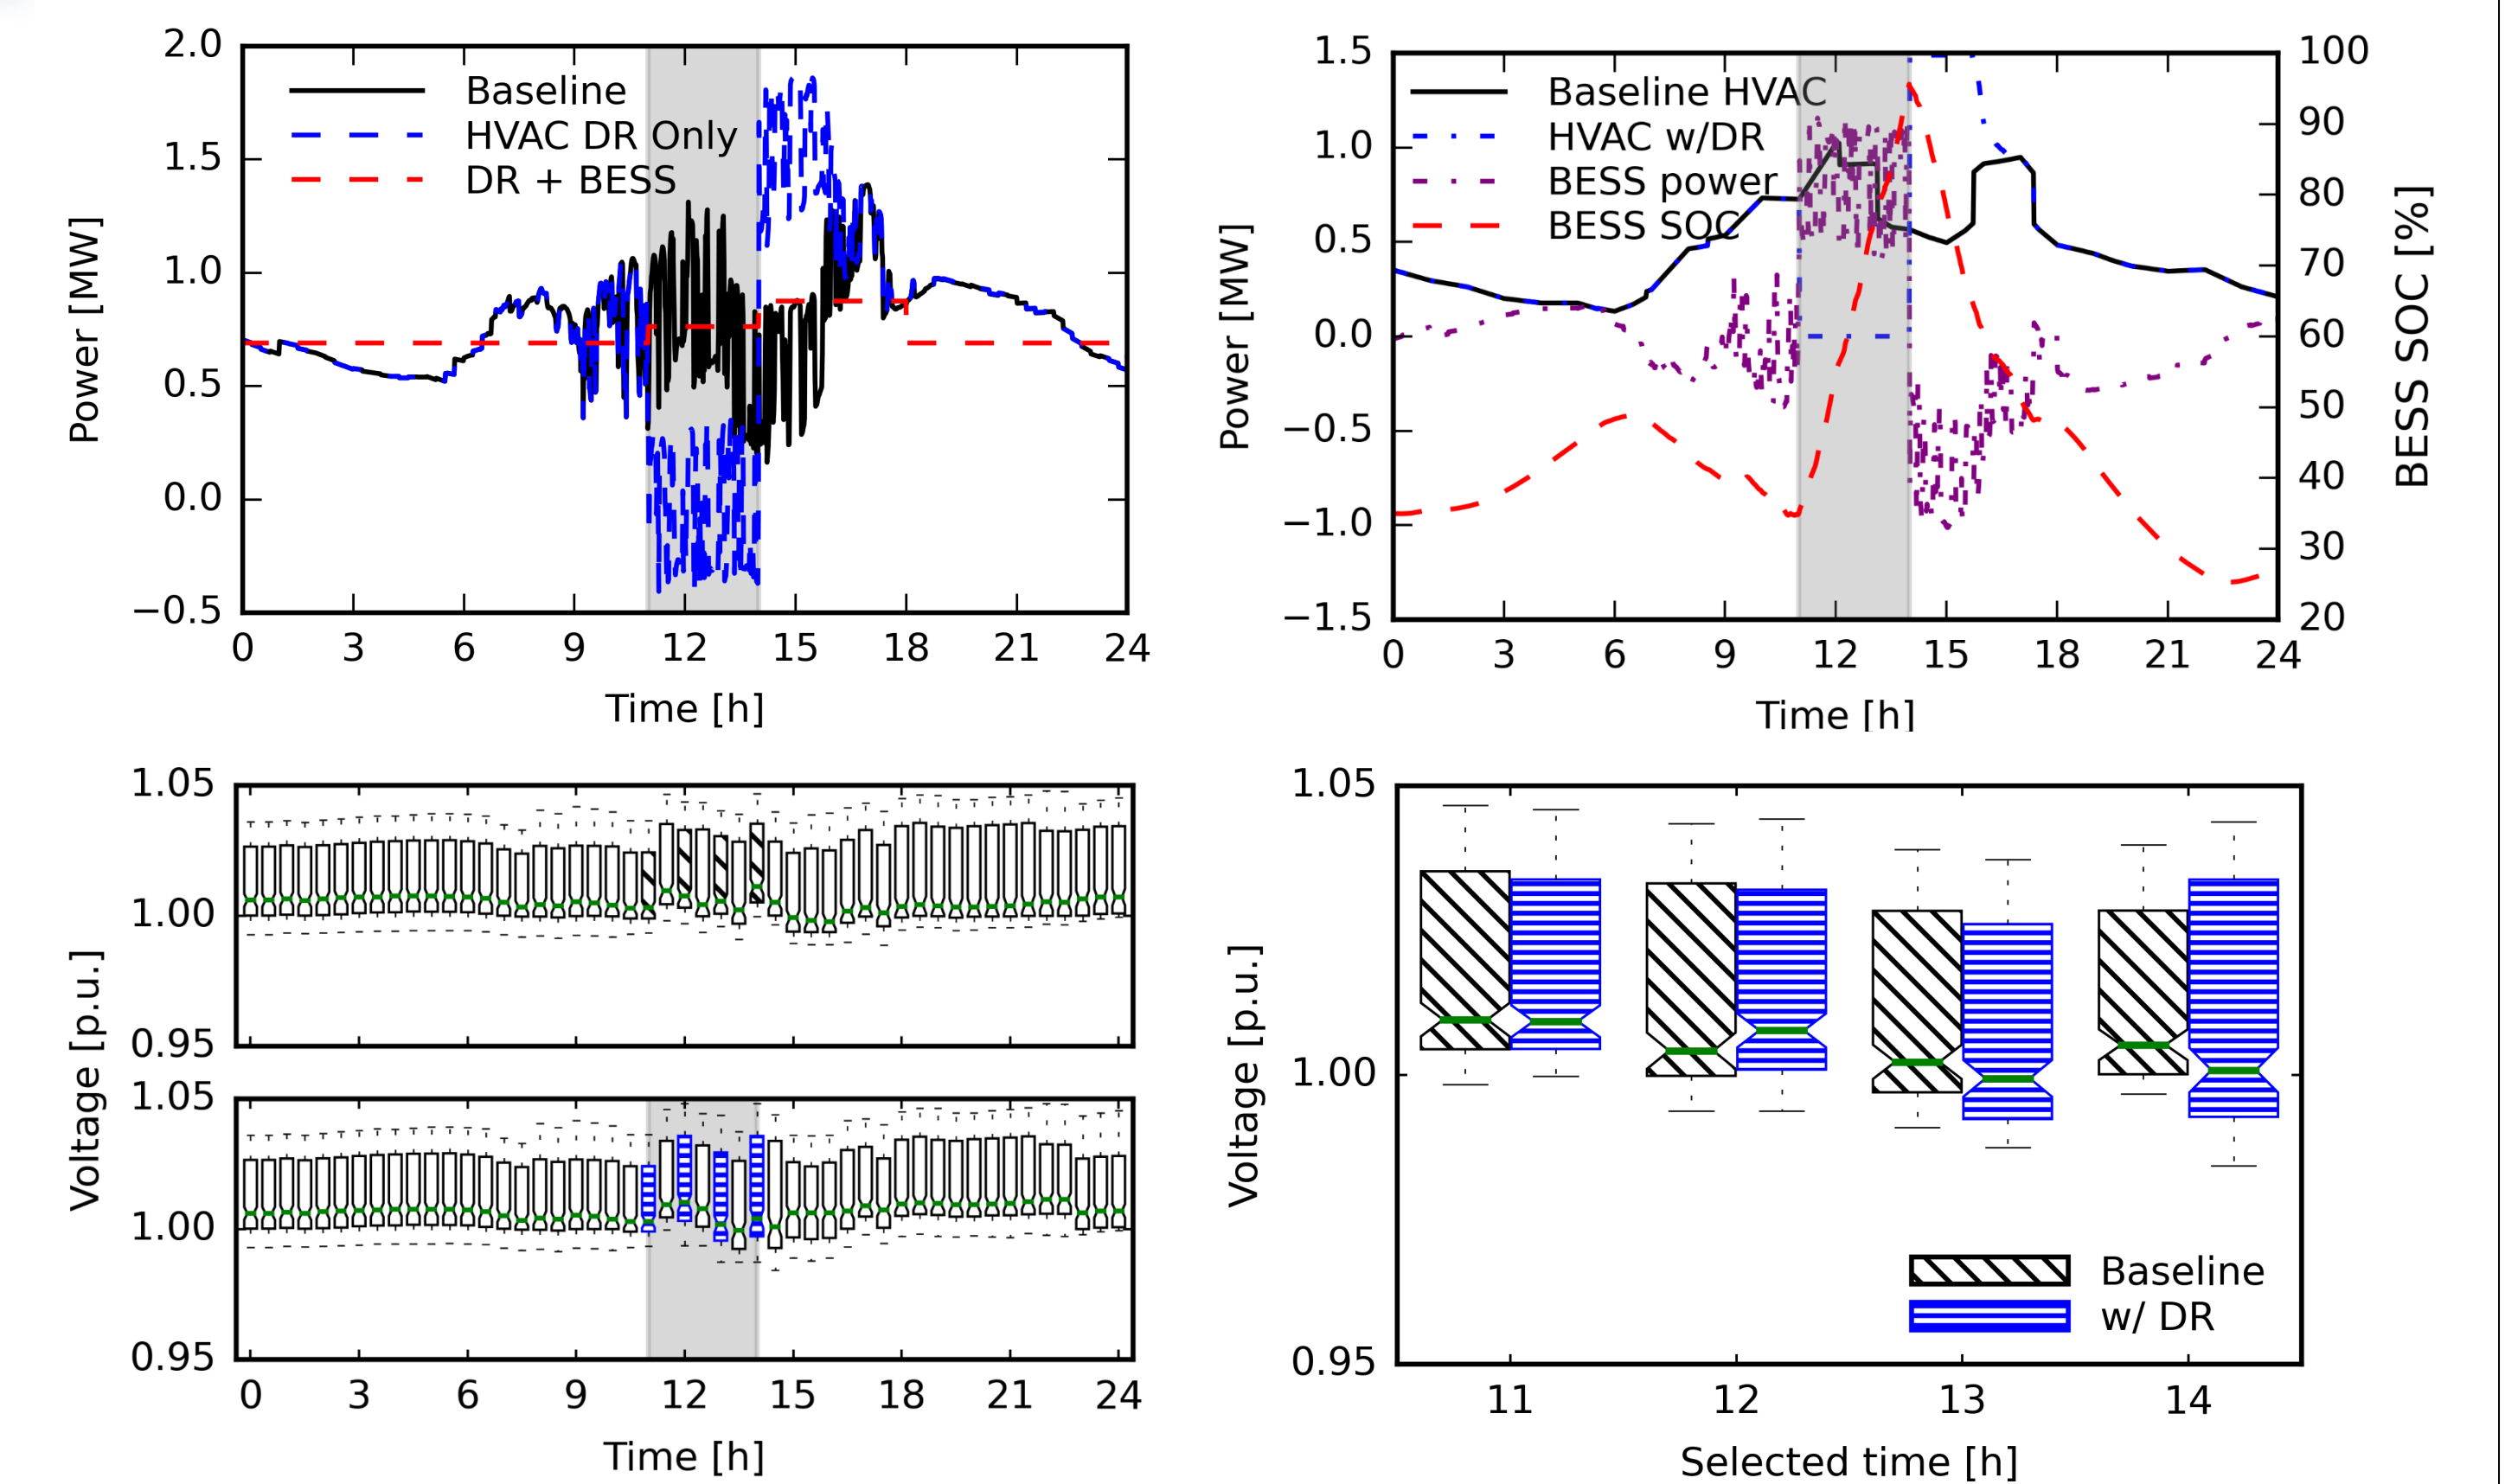 2.0
1.5
1.0
0.5
0.0
−0.5
Power [MW]
Baseline
HVAC DR Only
DR + BESS
0 3 6 9 12 15 18 21 24
Time [h]
1.5
1.0
0.5
0.0
−0.5
−1.0
−1.5
Power [MW]
Baseline HVAC
HVAC w/DR
BESS power
BESS SOC
100
90
80
70
60
50
40
30
20
BESS SOC [%]
0 3 6 9 12 15 18 21 24
Time [h]
1.05
1.00
0.95
1.05
1.00
0.95
Voltage [p.u.]
0 3 6 9 12 15 18 21 24
Time [h]
1.05
1.00
0.95
Voltage [p.u.]
Baseline
w/ DR
11 12 13 14
Selected time [h]